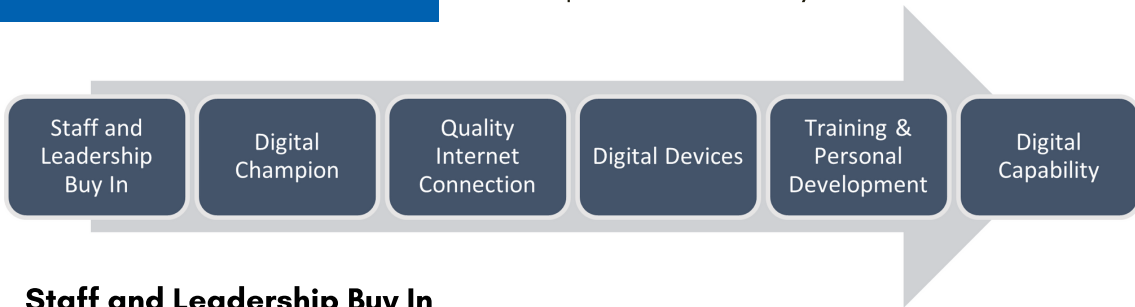 Staff and
Leadership
Buy In
Digital
Champion
Quality
Internet
Connection
Digital Devices
Training &
Personal
Development
Digital
Capability
Staff and Leadership Buy In